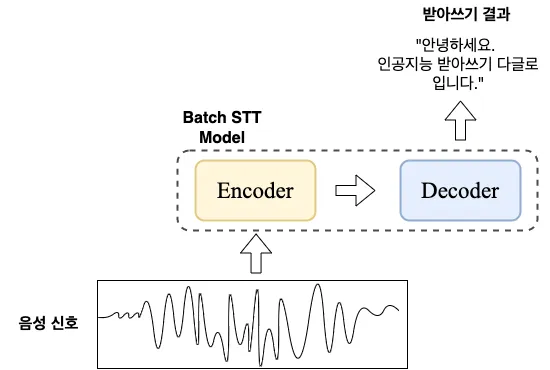 받아쓰기 결과
"안녕하세요.
인공지능 받아쓰기 다글로
입니다."
Batch STT
Model
Encoder
Decoder
음성 신호